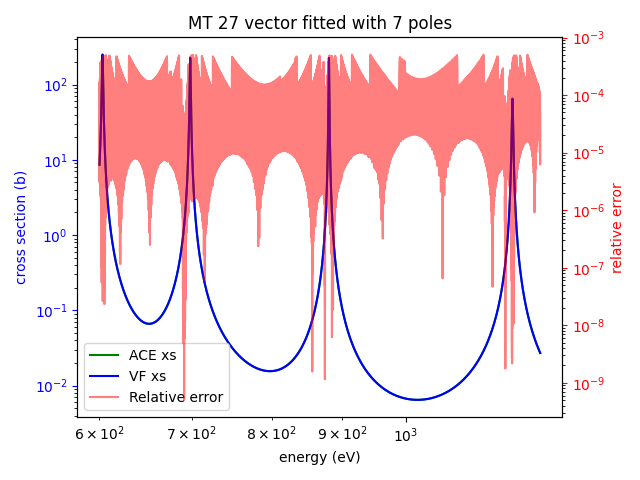 MT 27 vector fitted with 7 poles
cross section (b)
10²
10¹
10⁰
10⁻¹
10⁻²
10⁻³
10⁻⁴
10⁻⁵
10⁻⁶
10⁻⁷
10⁻⁸
10⁻⁹
relative error
ACE xs
VF xs
Relative error
6 × 10²
7 × 10²
8 × 10²
9 × 10²
10³
energy (eV)